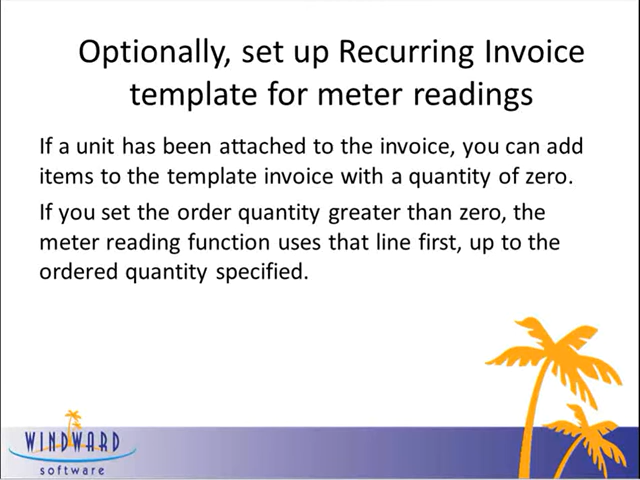 Optionally, set up Recurring Invoice
template for meter readings
If a unit has been attached to the invoice, you can add
items to the template invoice with a quantity of zero.
If you set the order quantity greater than zero, the
meter reading function uses that line first, up to the
ordered quantity specified.
WINDWARD
software